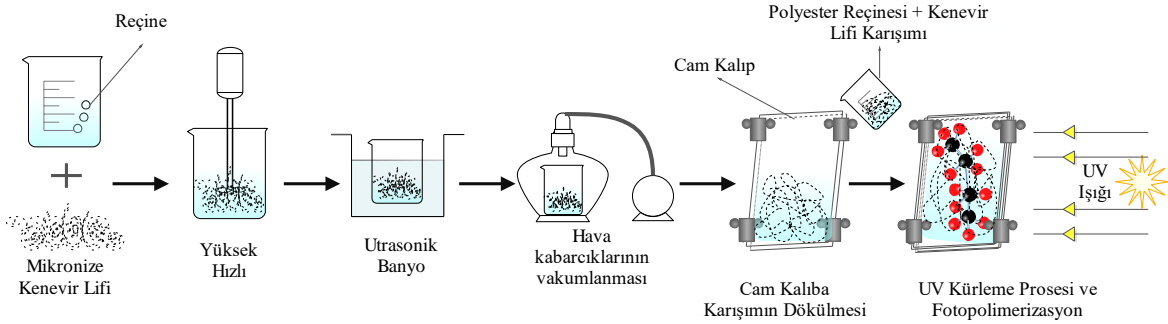 Reçine
Mikronize
Kenevir Lifi
Yüksek
Hızlı
Utrasonik
Banyo
Hava
kabarcıklarının
vakumlanması
Polyester Reçinesi + Kenevir
Lifi Karışımı
Cam Kalıp
Cam Kalıba
Karışımın Dökülmesi
UV
Işığı
UV Kürleme Prosesi ve
Fotopolimerizasyon